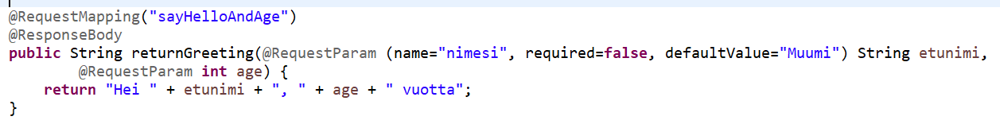 @RequestMapping("sayHelloAndAge")
@ResponseBody
public String returnGreeting(@RequestParam (name="nimesi", required=false, defaultValue="Muumi") String etunimi,
        @RequestParam int age) {
    return "Hei " + etunimi + ", " + age + " vuotta";
}